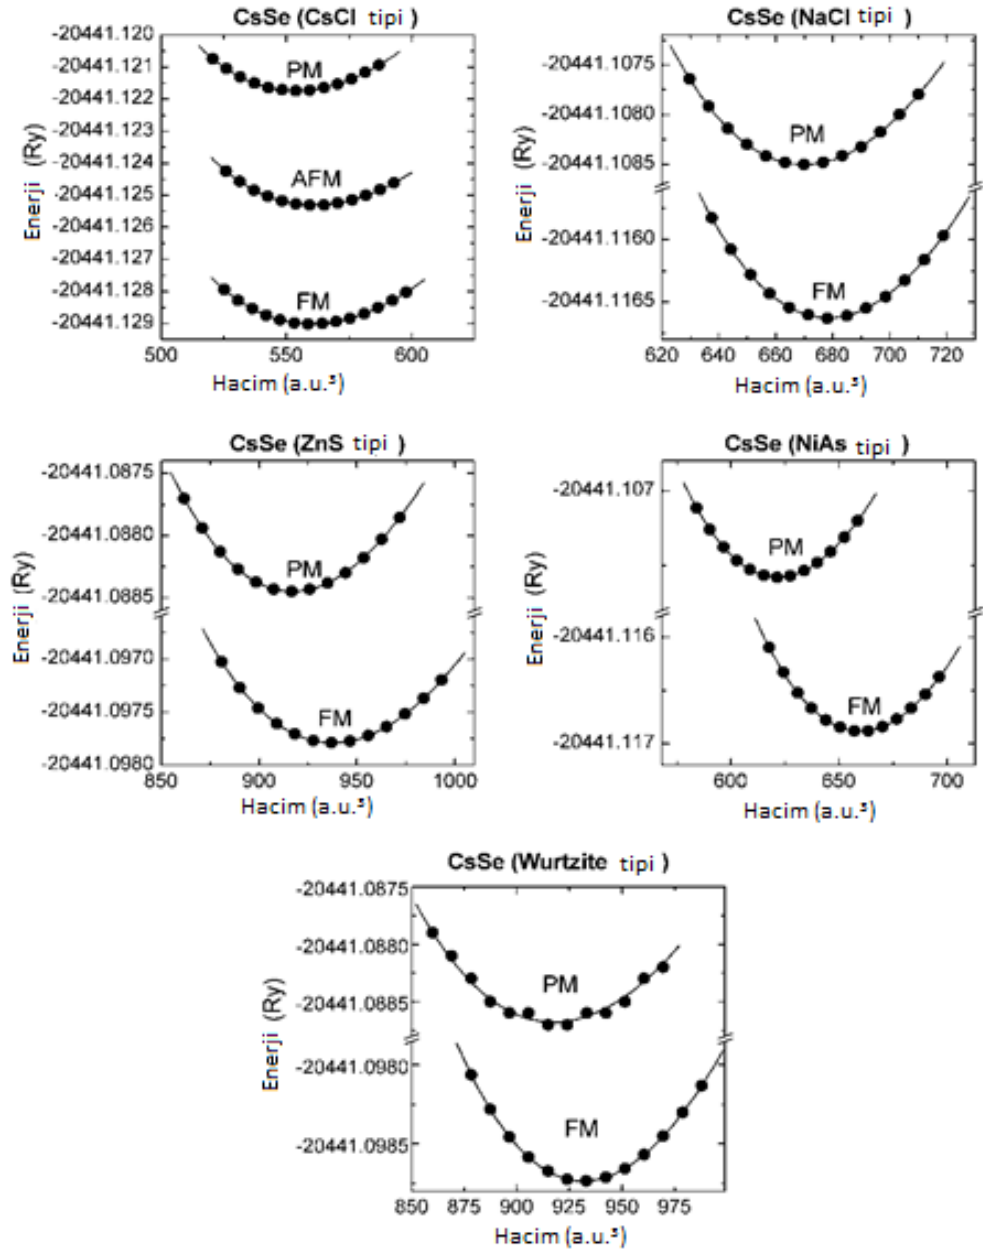 CsSe (CsCl tipi )
-20441.120
-20441.121
-20441.122
-20441.123
-20441.124
-20441.125
-20441.126
-20441.127
-20441.128
-20441.129
Enerji (Ry)
PM
AFM
FM
500 550 600
Hacim (a.u.³)
CsSe (NaCl tipi )
-20441.1075
-20441.1080
-20441.1085
-20441.1160
-20441.1165
Enerji (Ry)
PM
FM
620 640 660 680 700 720
Hacim (a.u.³)
CsSe (ZnS tipi )
-20441.0875
-20441.0880
-20441.0885
-20441.0970
-20441.0975
-20441.0980
Enerji (Ry)
PM
FM
850 900 950 1000
Hacim (a.u.³)
CsSe (NiAs tipi )
-20441.107
-20441.116
-20441.117
Enerji (Ry)
PM
FM
600 650 700
Hacim (a.u.³)
CsSe (Wurtzite tipi )
-20441.0875
-20441.0880
-20441.0885
-20441.0980
-20441.0985
Enerji (Ry)
PM
FM
850 875 900 925 950 975
Hacim (a.u.³)